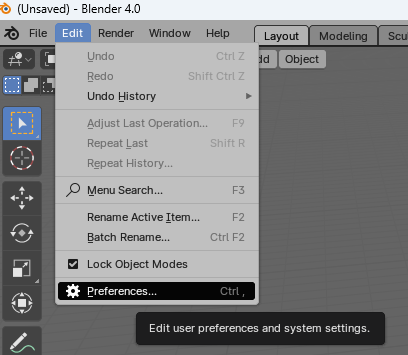 (Unsaved) - Blender 4.0
File Edit Render Window Help Layout Modeling Scu
dd Object
Undo Ctrl Z
Redo Shift Ctrl Z
Undo History
Adjust Last Operation... F9
Repeat Last Shift R
Repeat History...
Menu Search... F3
Rename Active Item... F2
Batch Rename... Ctrl F2
Lock Object Modes
Preferences... Ctrl ,
Edit user preferences and system settings.